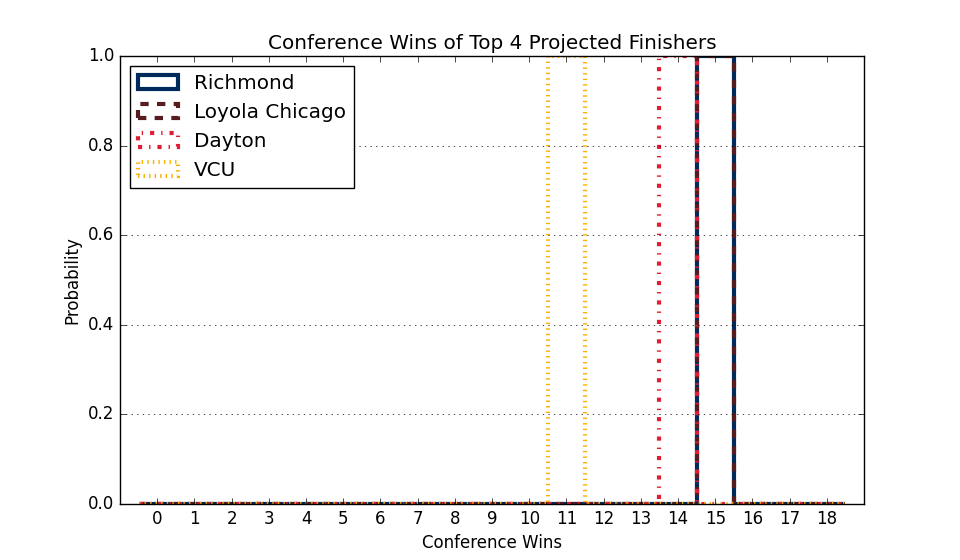 Conference Wins of Top 4 Projected Finishers
1.0
0.8
0.6
0.4
0.2
0.0
Probability
Richmond
Loyola Chicago
Dayton
VCU
0 1 2 3 4 5 6 7 8 9 10 11 12 13 14 15 16 17 18
Conference Wins